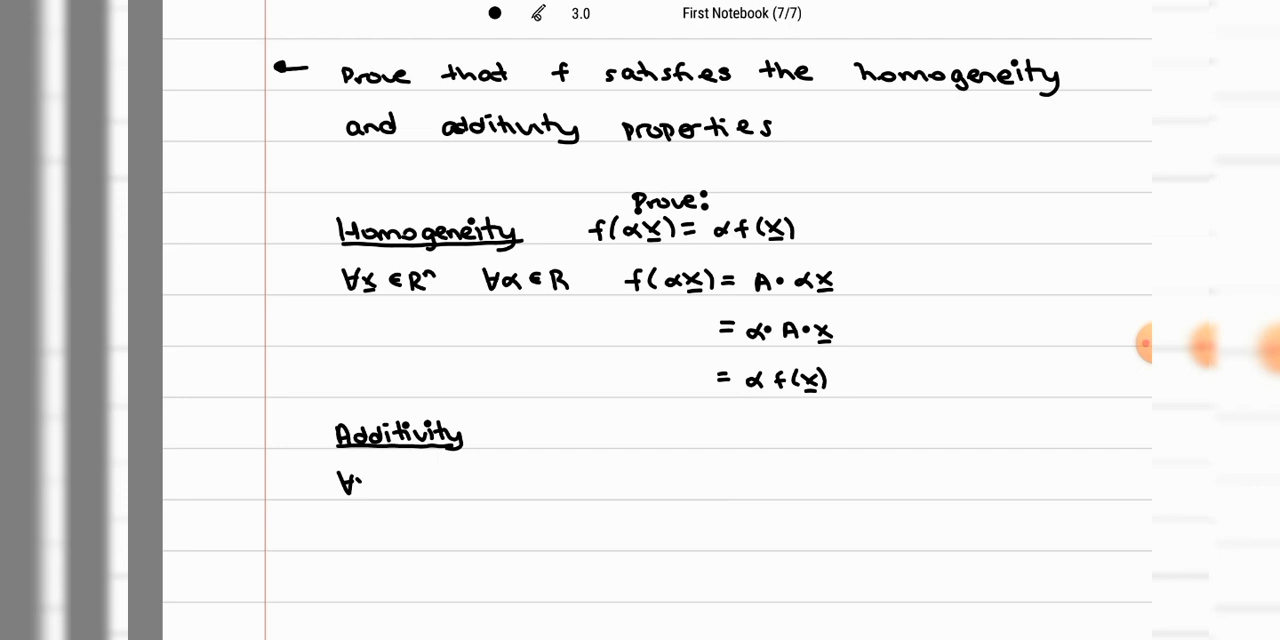 3.0 First Notebook (7/7)
Prove that f satisfies the homogeneity
and additivity properties
Prove:
Homogeneity f(αx) = αf(x)
∀x ∈ Rⁿ ∀α ∈ R f(αx) = A • αx
= α• A • x
= α f(x)
Additivity
∀